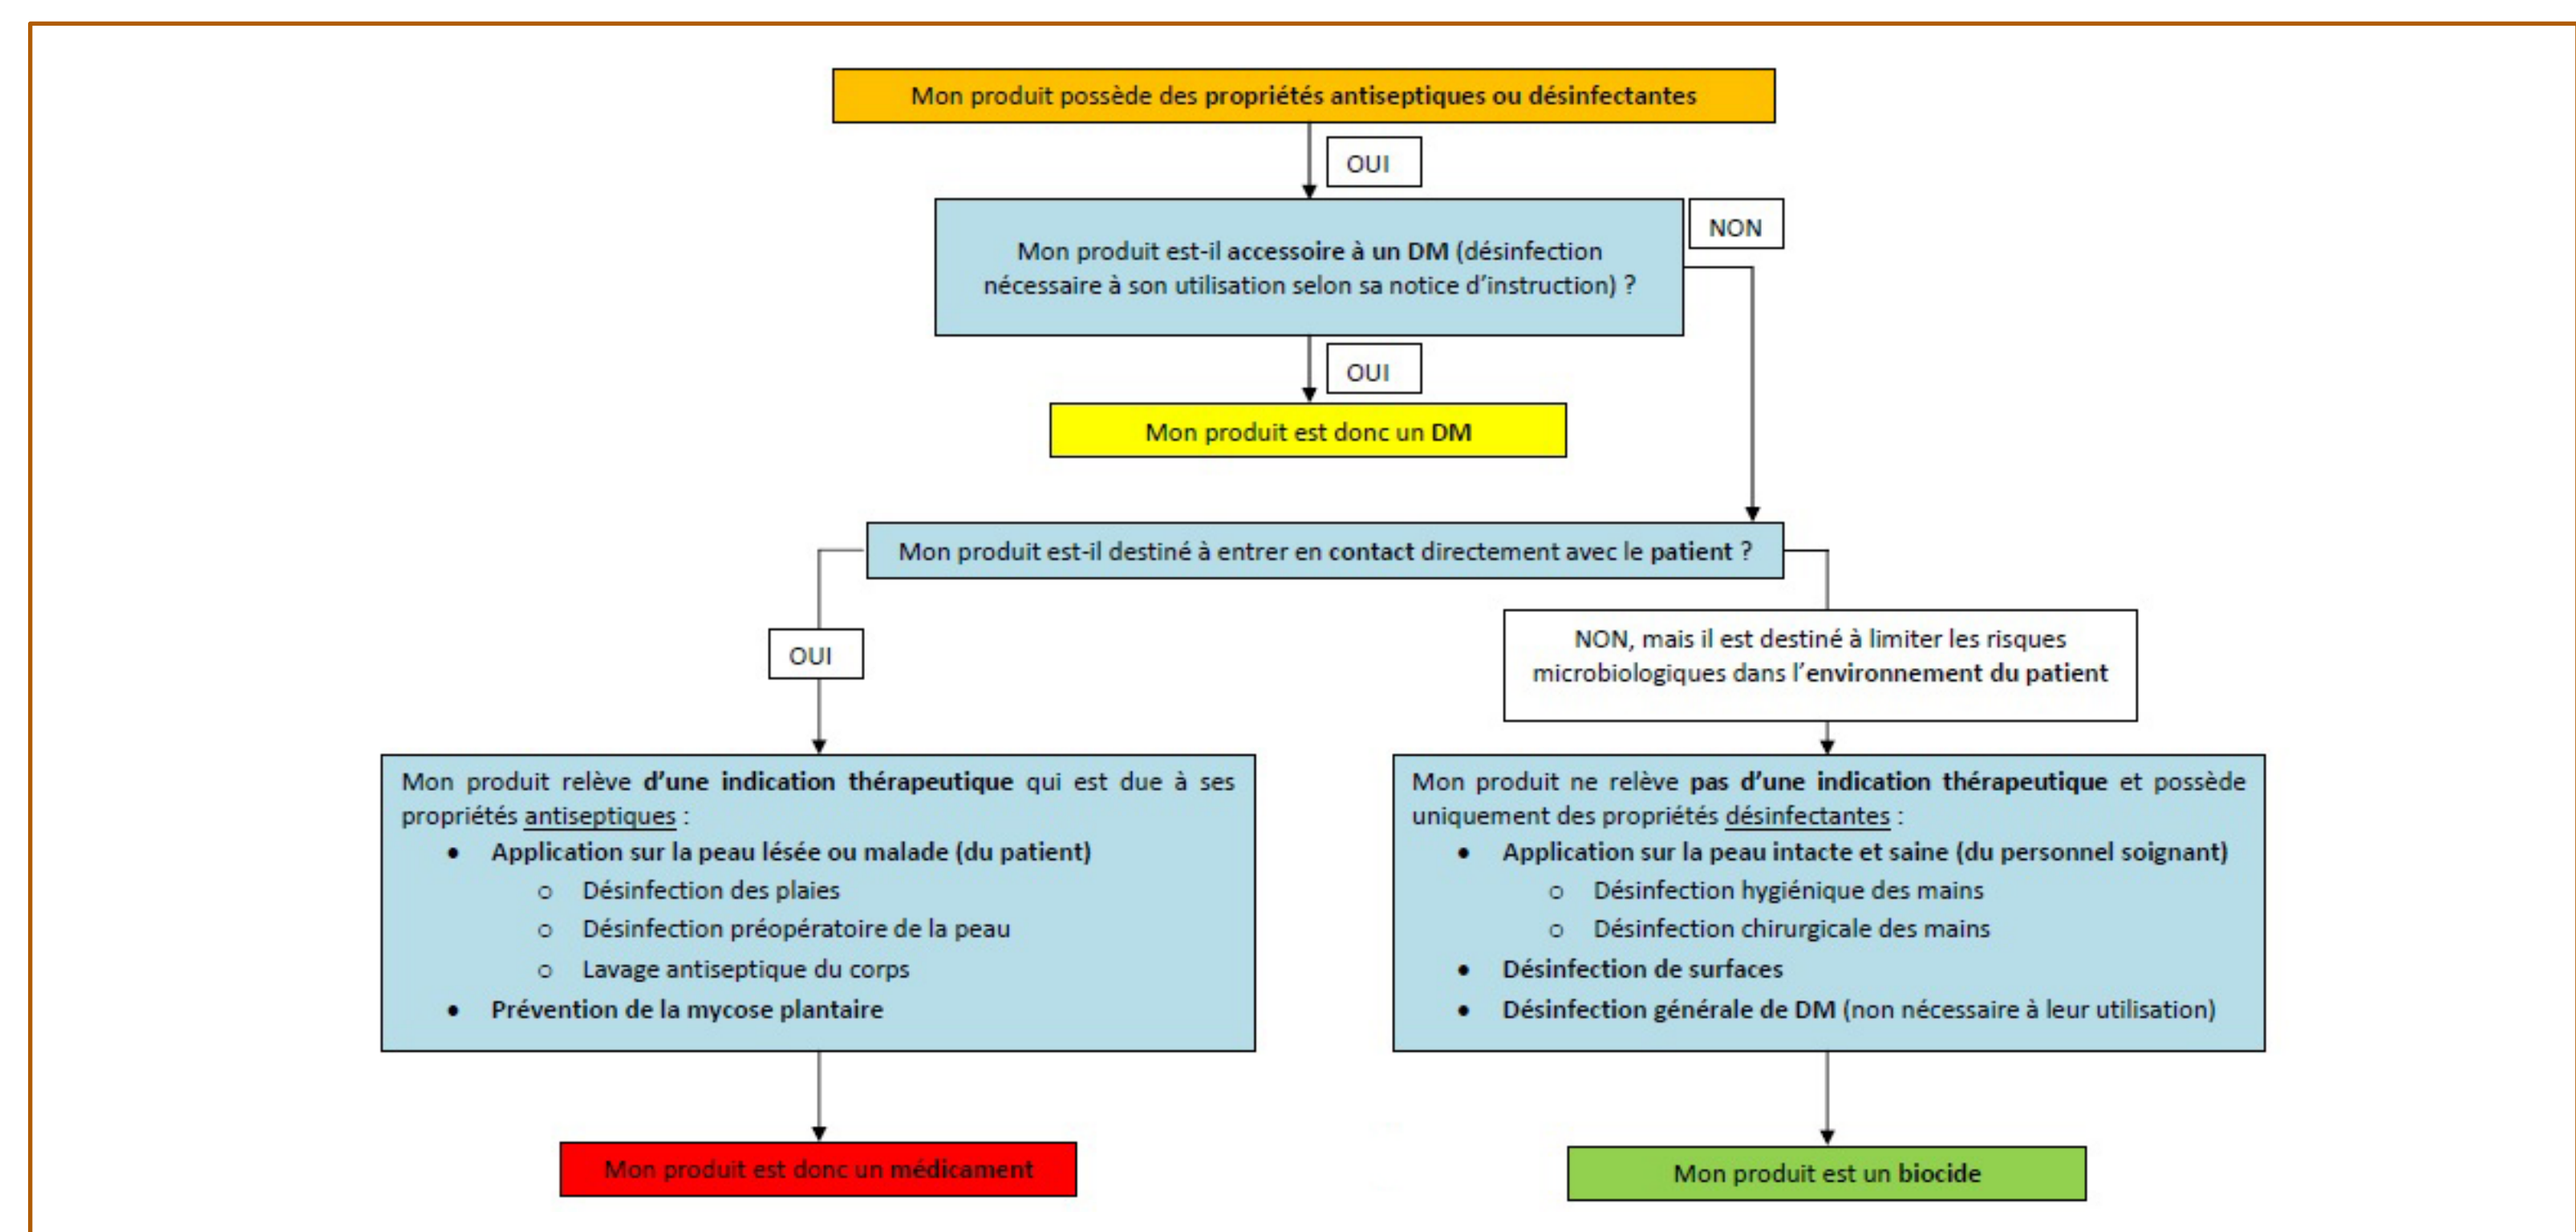 Mon produit possède des propriétés antiseptiques ou désinfectantes
OUI
NON
Mon produit est-il accessoire à un DM (désinfection
nécessaire à son utilisation selon sa notice d’instruction) ?
OUI
Mon produit est donc un DM
Mon produit est-il destiné à entrer en contact directement avec le patient ?
OUI
NON, mais il est destiné à limiter les risques
microbiologiques dans l’environnement du patient
Mon produit relève d’une indication thérapeutique qui est due à ses
propriétés antiseptiques :
• Application sur la peau lésée ou malade (du patient)
o Désinfection des plaies
o Désinfection préopératoire de la peau
o Lavage antiseptique du corps
• Prévention de la mycose plantaire
Mon produit ne relève pas d’une indication thérapeutique et possède
uniquement des propriétés désinfectantes :
• Application sur la peau intacte et saine (du personnel soignant)
o Désinfection hygiénique des mains
o Désinfection chirurgicale des mains
• Désinfection de surfaces
• Désinfection générale de DM (non nécessaire à leur utilisation)
Mon produit est donc un médicament
Mon produit est un biocide